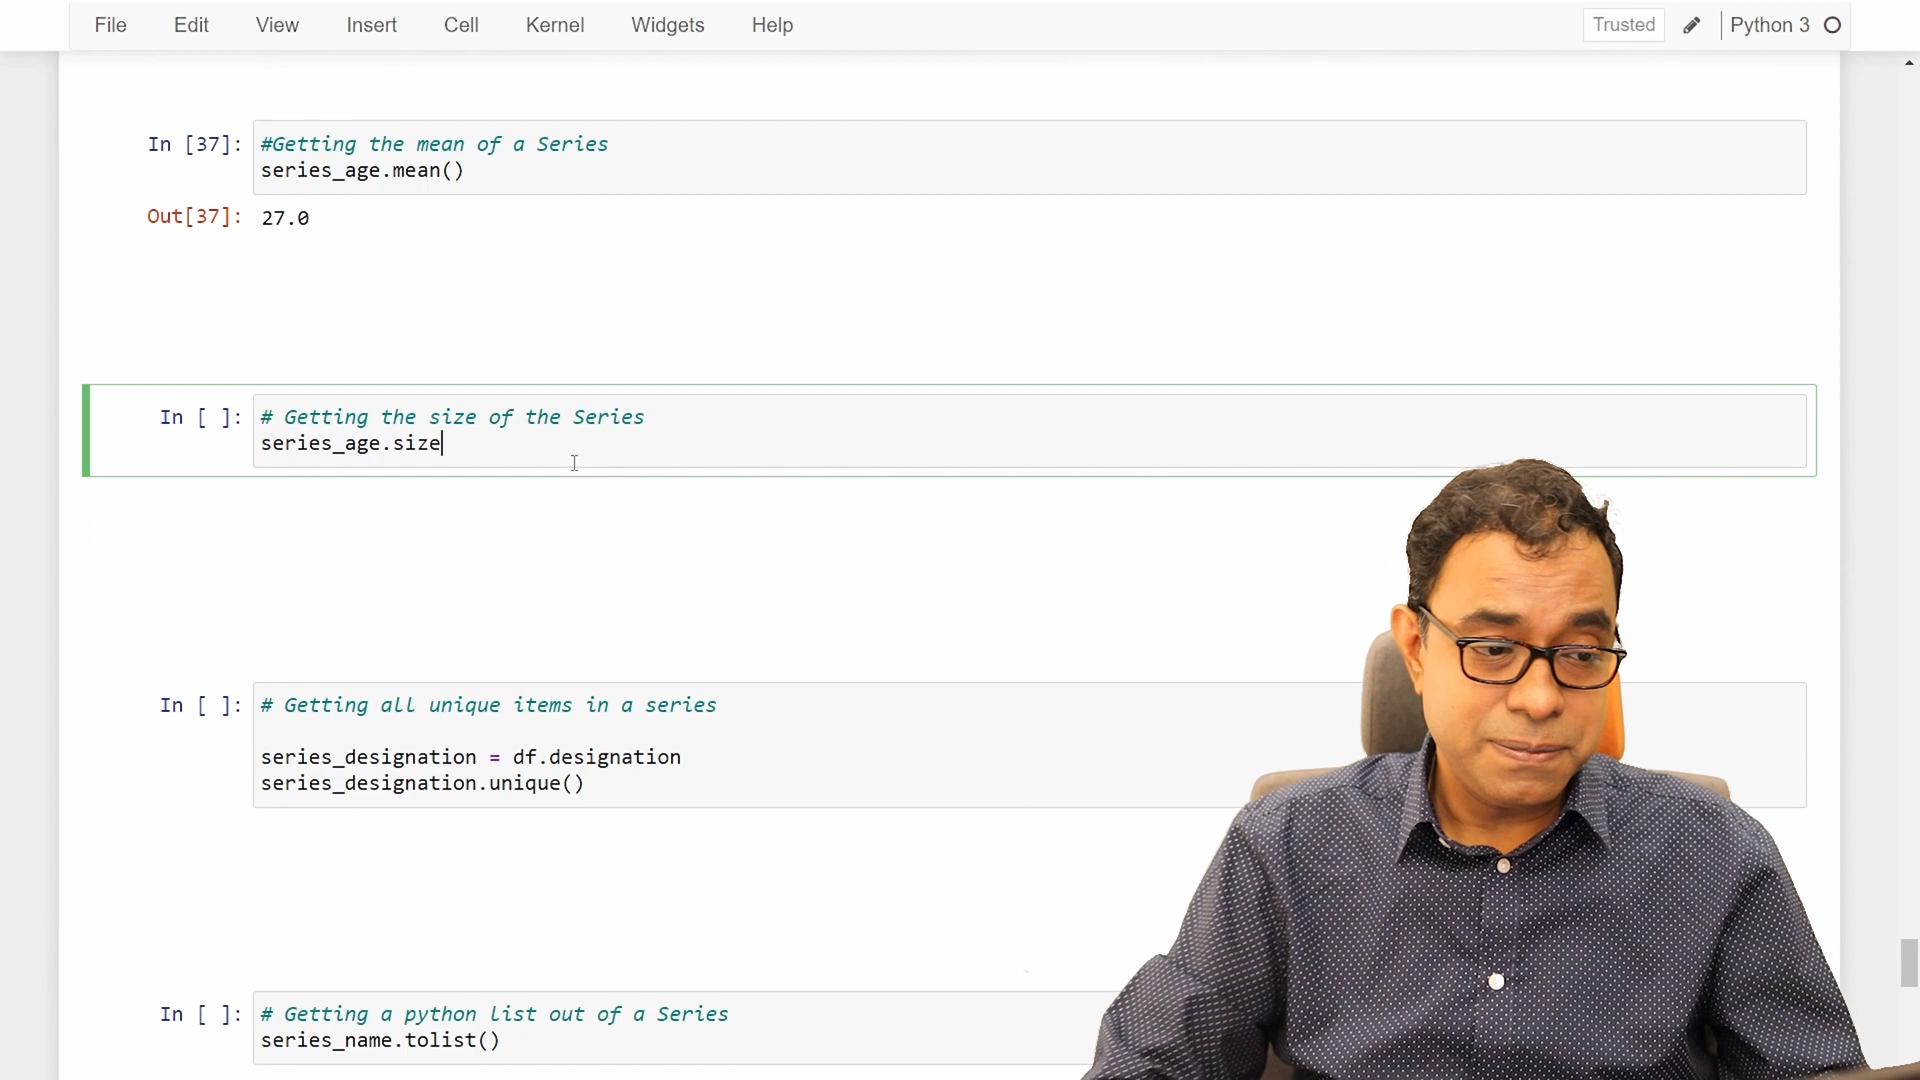 File Edit View Insert Cell Kernel Widgets Help Trusted Python 3
In [37]: #Getting the mean of a Series
series_age.mean()
Out[37]: 27.0
In [ ]: # Getting the size of the Series
series_age.size
In [ ]: # Getting all unique items in a series
series_designation = df.designation
series_designation.unique()
In [ ]: # Getting a python list out of a Series
series_name.tolist()